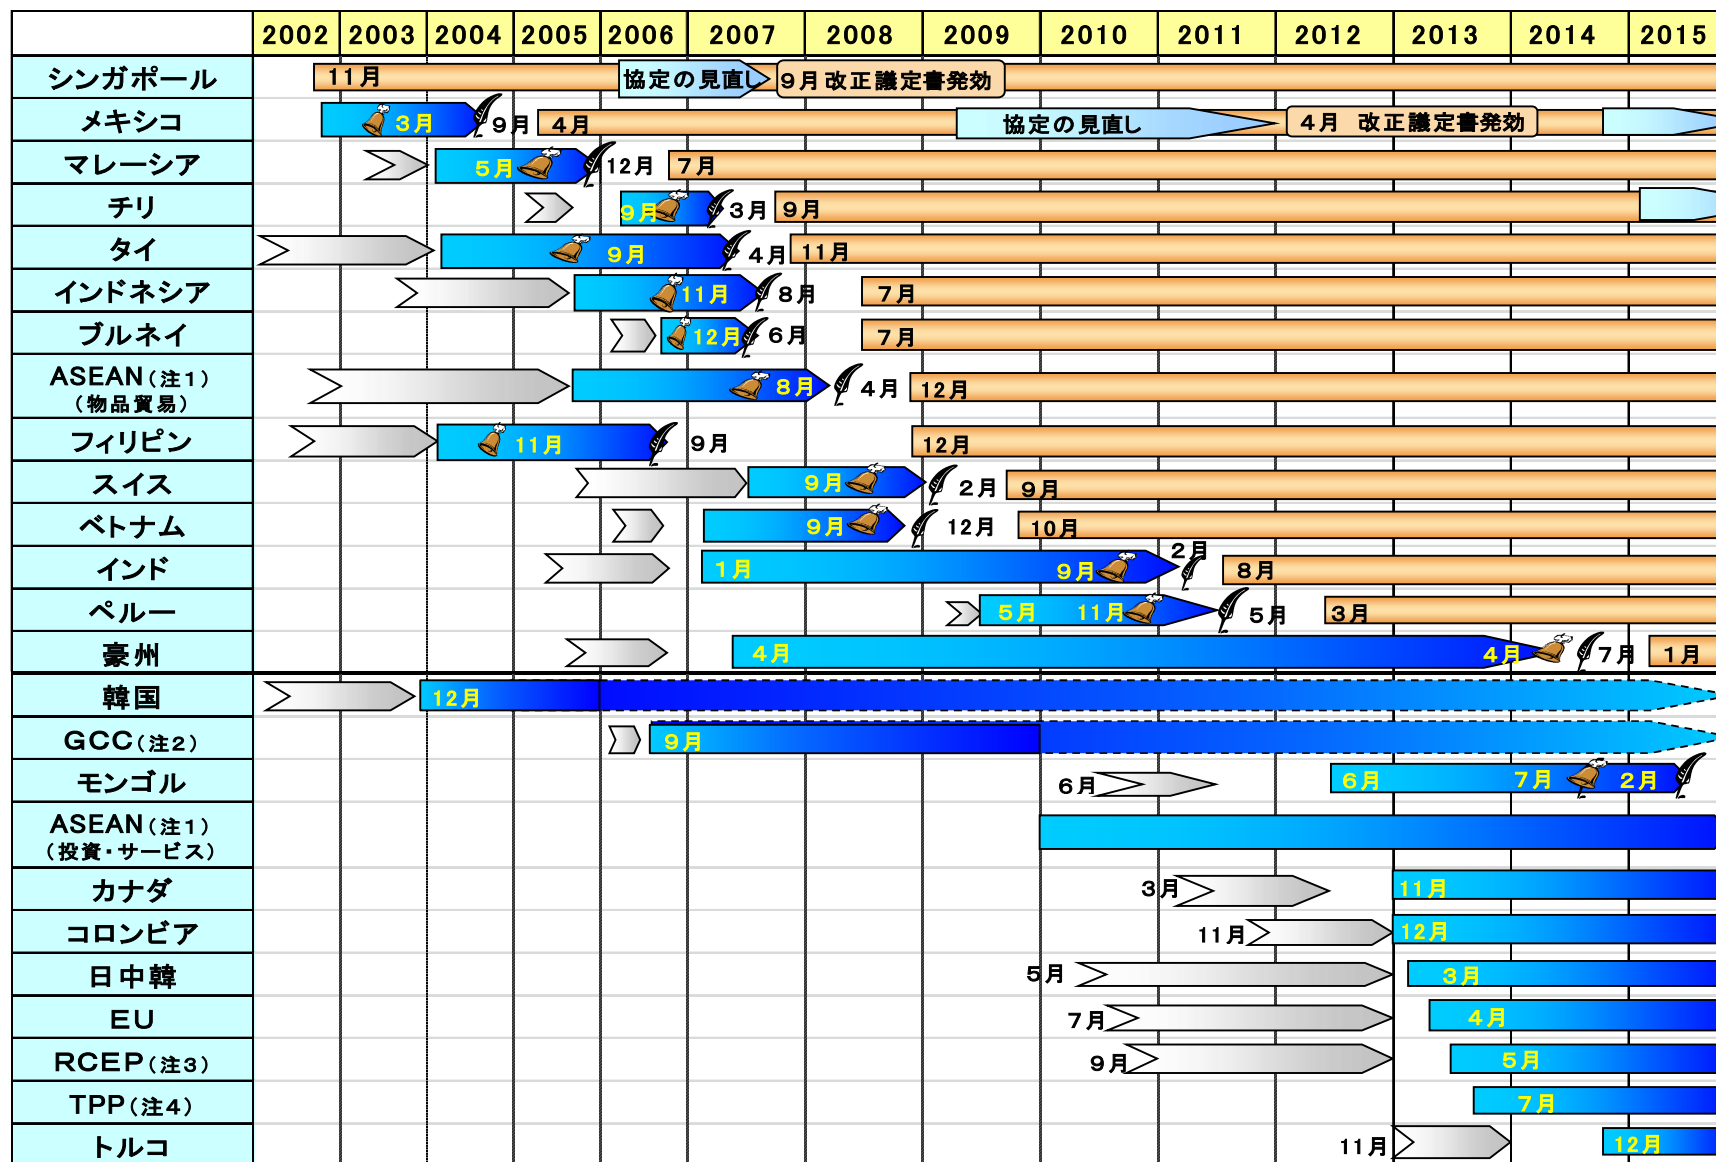 2002 2003 2004 2005 2006 2007 2008 2009 2010 2011 2012 2013 2014 2015
シンガポール 11月 協定の見直し 9月改正議定書発効
メキシコ 3月 9月 4月 協定の見直し 4月 改正議定書発効
マレーシア 5月 12月 7月
チリ 9月 3月 9月
タイ 9月 4月 11月
インドネシア 11月 8月 7月
ブルネイ 12月 6月 7月
ASEAN(注1)
(物品貿易) 8月 4月 12月
フィリピン 11月 9月 12月
スイス 9月 2月 9月
ベトナム 9月 12月 10月
インド 1月 9月 2月 8月
ペルー 5月 11月 5月 3月
豪州 4月 4月 7月 1月
韓国 12月
GCC(注2) 9月
モンゴル 6月 6月 7月 2月
ASEAN(注1)
(投資・サービス)
カナダ 3月 11月
コロンビア 11月 12月
日中韓 5月 3月
EU 7月 4月
RCEP(注3) 9月 5月
TPP(注4) 7月
トルコ 11月 12月